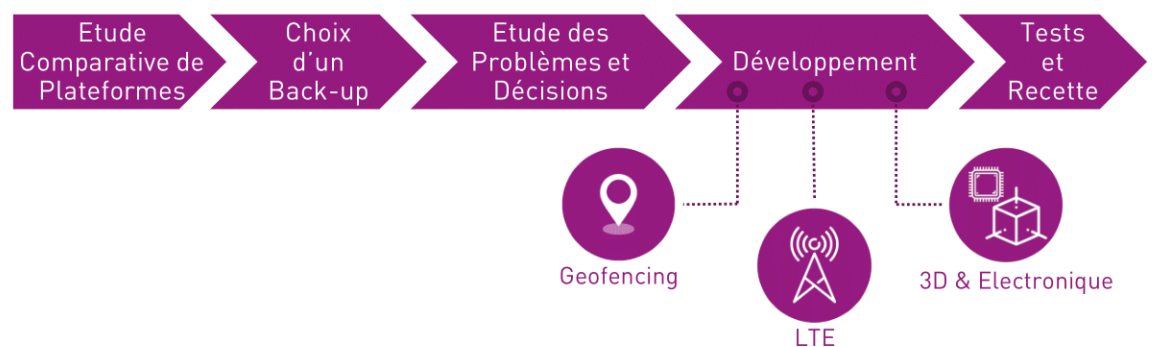 Etude
Comparative de
Plateformes
Choix
d'un
Back-up
Etude des
Problèmes et
Décisions
Développement
Tests
et
Recette
Geofencing
LTE
3D & Electronique